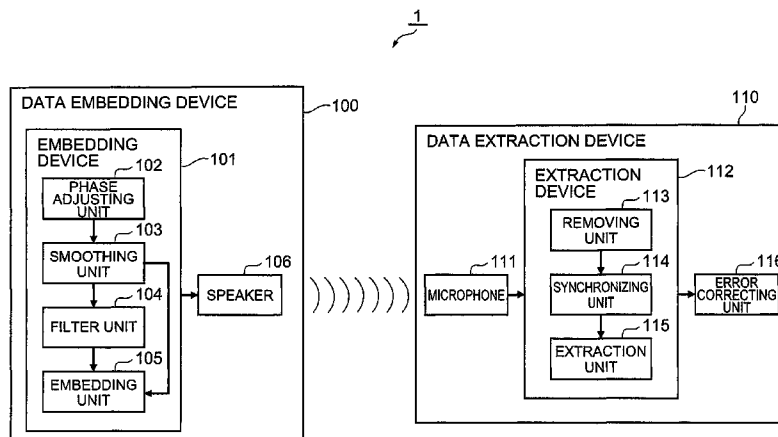 1
DATA EMBEDDING DEVICE
100
EMBEDDING
DEVICE
101
102
PHASE
ADJUSTING
UNIT
103
SMOOTHING
UNIT
104
FILTER UNIT
105
EMBEDDING
UNIT
106
SPEAKER
110
DATA EXTRACTION DEVICE
111
MICROPHONE
EXTRACTION
DEVICE
112
113
REMOVING
UNIT
114
SYNCHRONIZING
UNIT
115
EXTRACTION
UNIT
116
ERROR
CORRECTING
UNIT